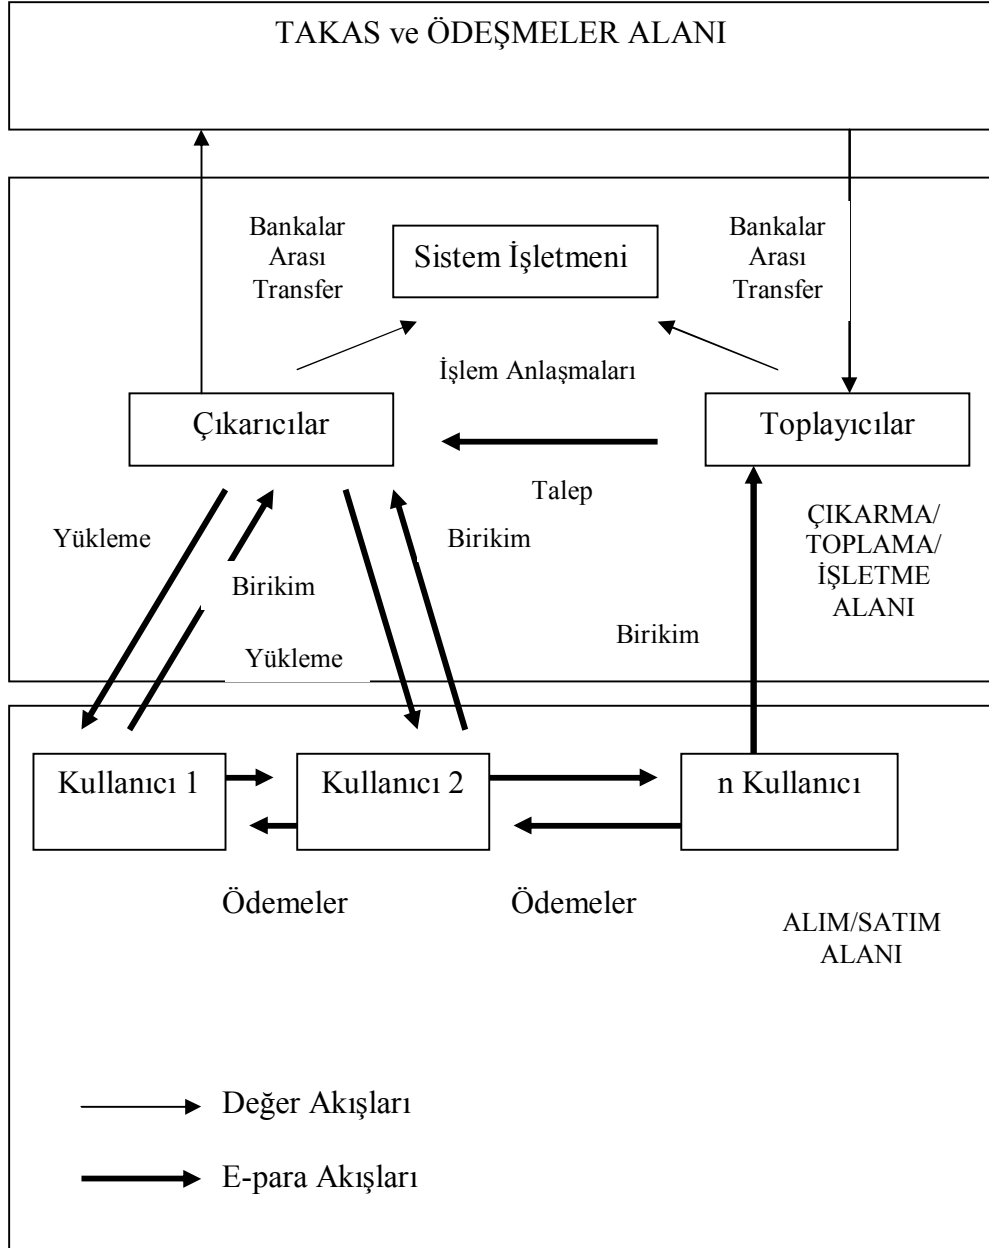 TAKAS ve ÖDEŞMELER ALANI
Bankalar
Arası
Transfer
Sistem İşletmeni
Bankalar
Arası
Transfer
İşlem Anlaşmaları
Çıkarıcılar
Toplayıcılar
Talep
Yükleme
Birikim
Birikim
Yükleme
ÇIKARMA/
TOPLAMA/
İŞLETME
ALANI
Birikim
Kullanıcı 1
Kullanıcı 2
n Kullanıcı
Ödemeler
Ödemeler
ALIM/SATIM
ALANI
Değer Akışları
E-para Akışları